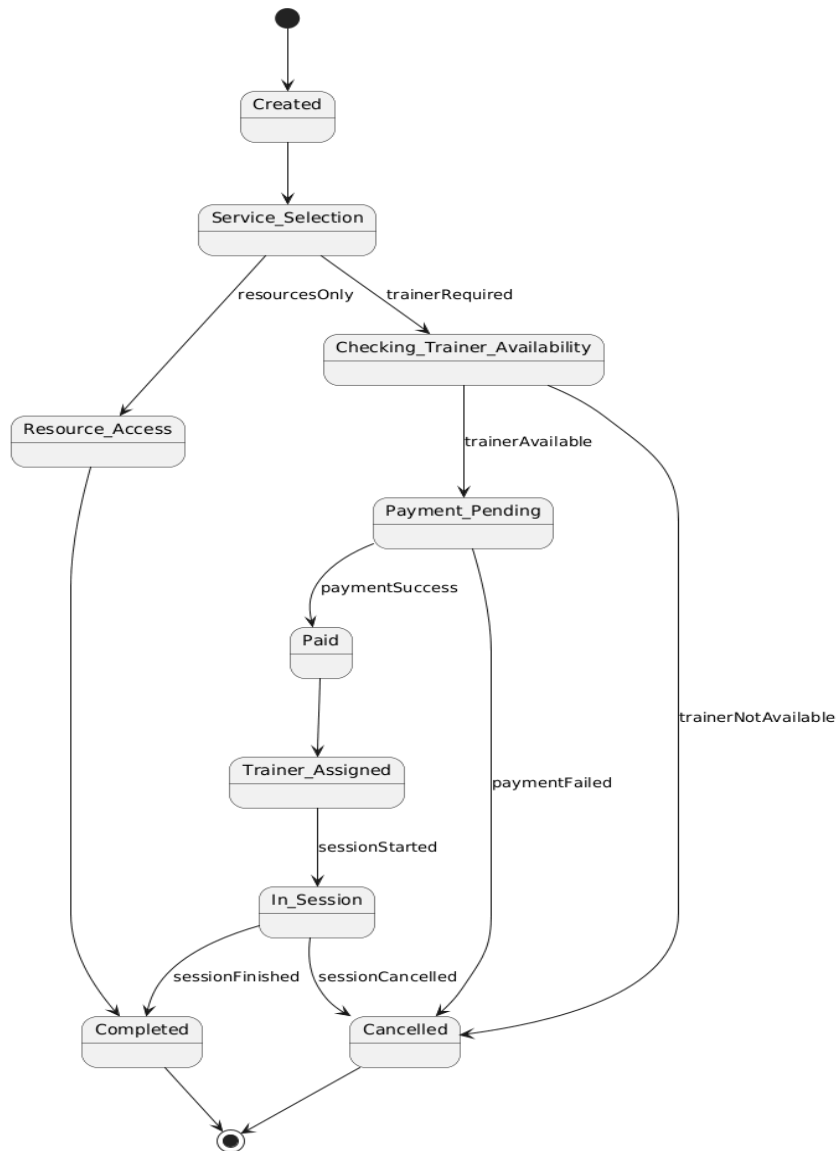 Created
Service_Selection
resourcesOnly
trainerRequired
Checking_Trainer_Availability
Resource_Access
trainerAvailable
Payment_Pending
paymentSuccess
Paid
trainerNotAvailable
Trainer_Assigned
paymentFailed
sessionStarted
In_Session
sessionFinished
sessionCancelled
Completed
Cancelled